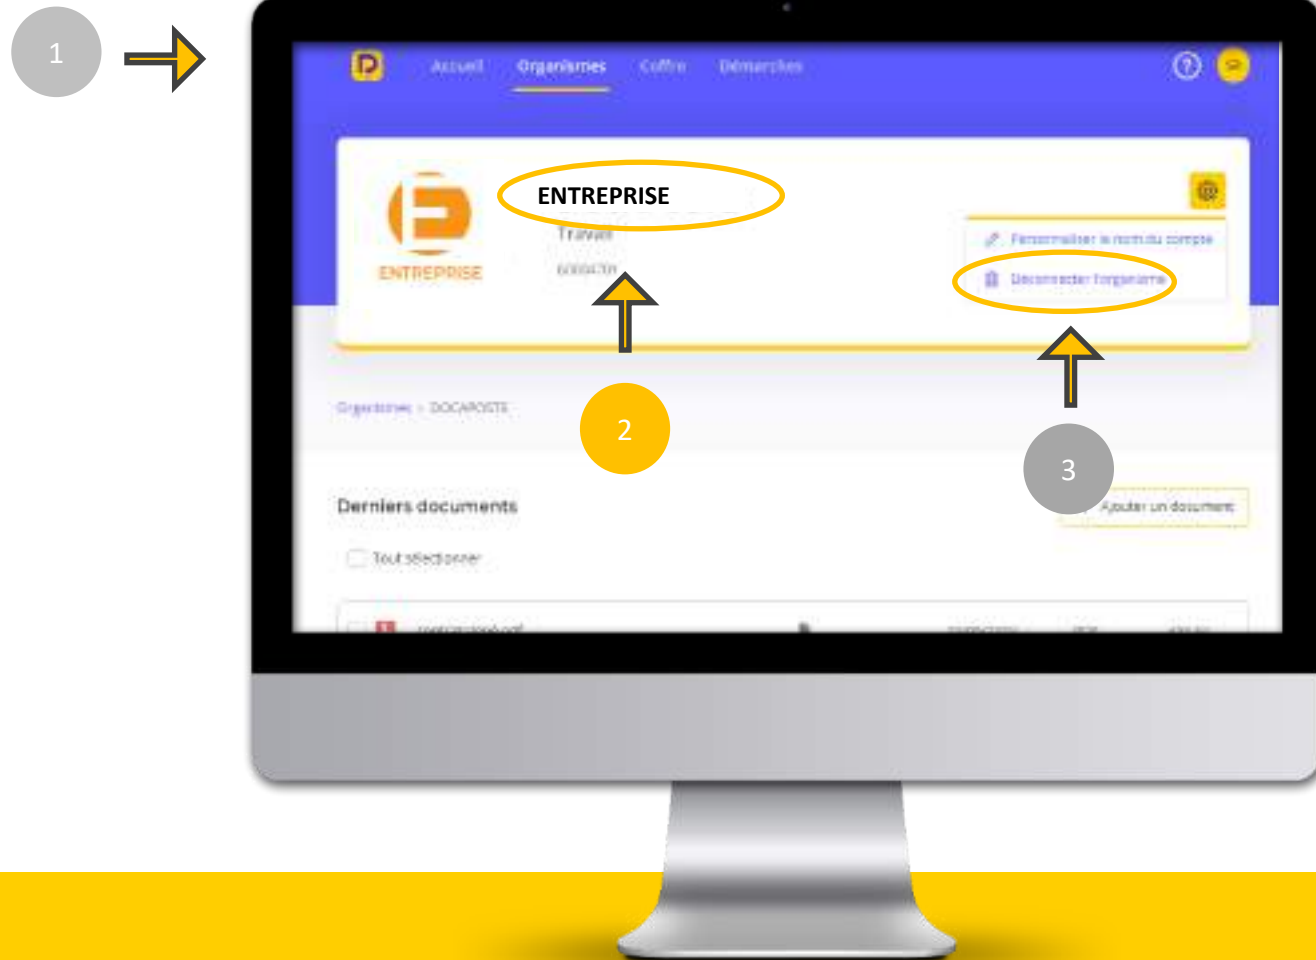 1
Accueil Organismes Coffre Démarches ?
ENTREPRISE
Travail
ENTREPRISE
Personnaliser le nom du compte
Déconnecter l'organisme
Organismes > DOCAPOSTE
2
3
Derniers documents
Ajouter un document
Tout sélectionner